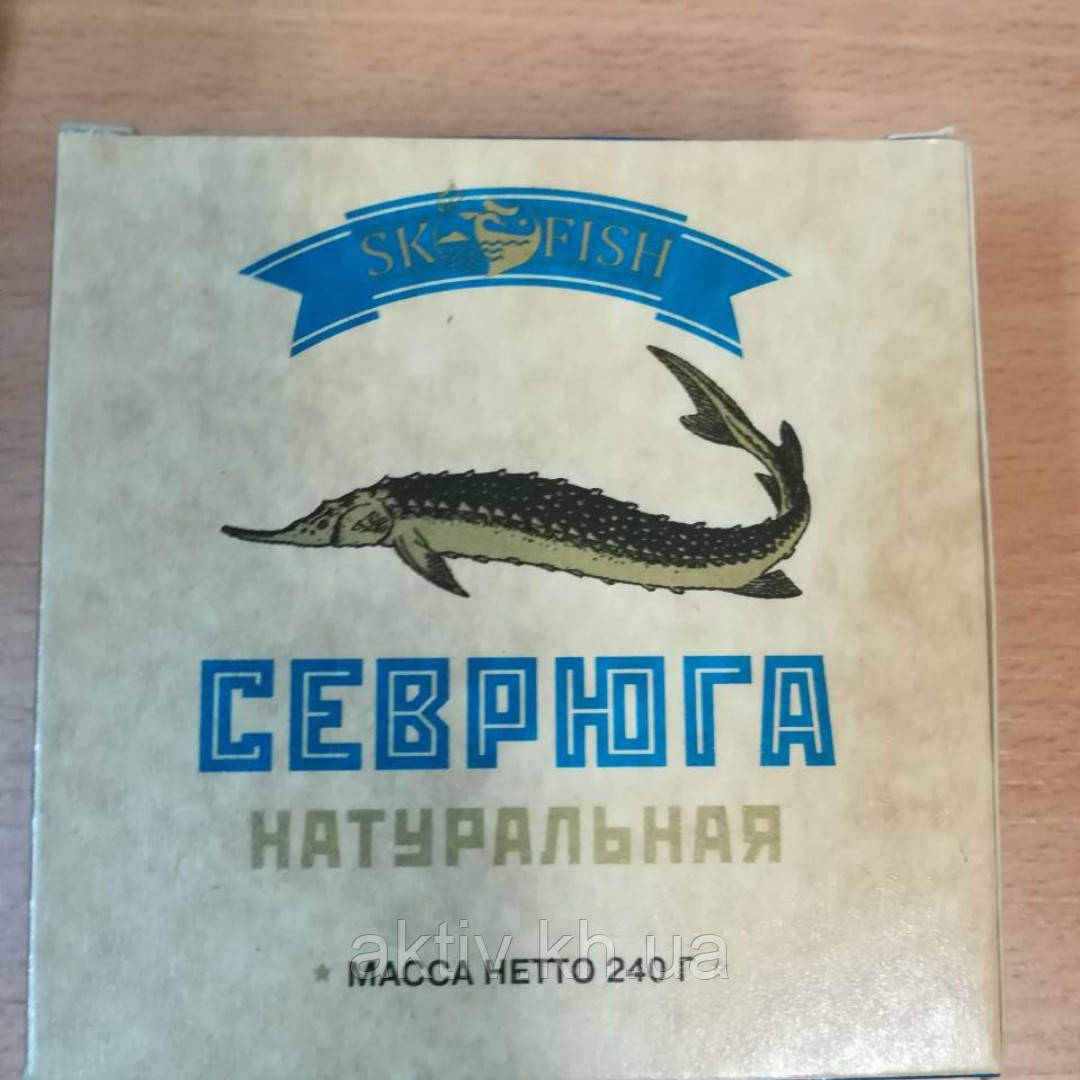 SK FISH
СЕВРЮГА
НАТУРАЛЬНАЯ
aktiv.kh.ua
* МАССА НЕТТО 240 Г